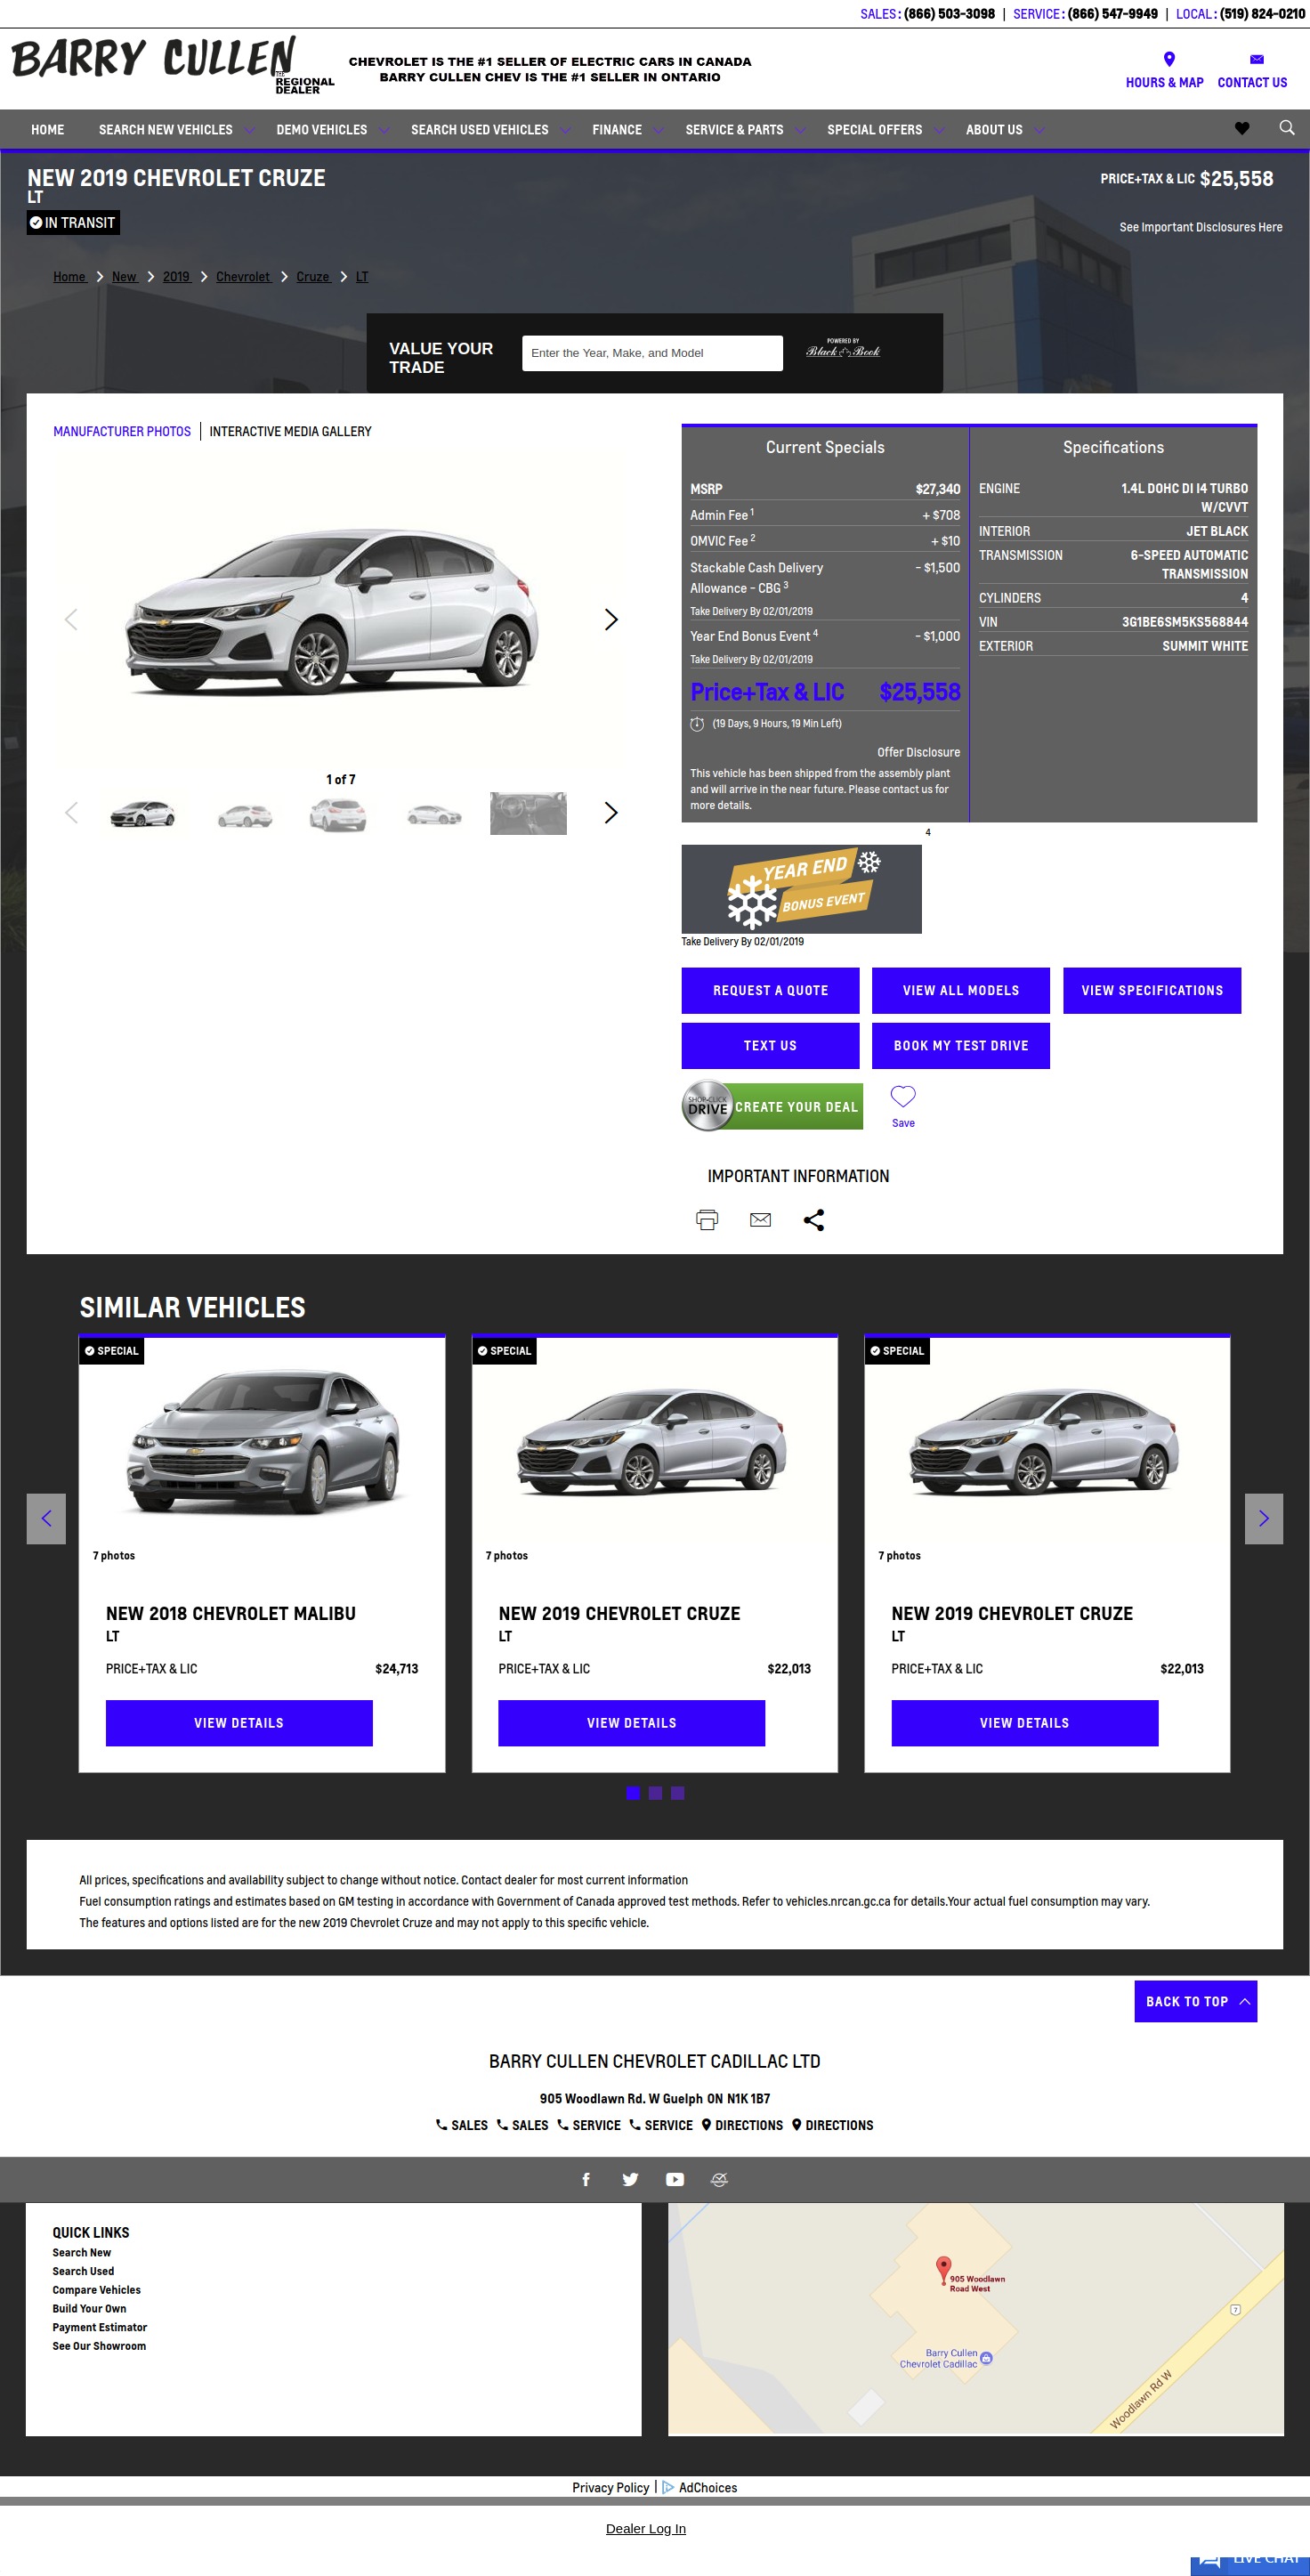 SALES: (866) 503-3098 | SERVICE: (866) 547-9949 | LOCAL: (519) 824-0210
BARRY CULLEN
THE REGIONAL DEALER
CHEVROLET IS THE #1 SELLER OF ELECTRIC CARS IN CANADA
BARRY CULLEN CHEV IS THE #1 SELLER IN ONTARIO
HOURS & MAP CONTACT US
HOME SEARCH NEW VEHICLES DEMO VEHICLES SEARCH USED VEHICLES FINANCE SERVICE & PARTS SPECIAL OFFERS ABOUT US
NEW 2019 CHEVROLET CRUZE
LT
PRICE+TAX & LIC $25,558
IN TRANSIT
See Important Disclosures Here
Home New 2019 Chevrolet Cruze LT
VALUE YOUR
TRADE
Enter the Year, Make, and Model
POWERED BY
Black Book
MANUFACTURER PHOTOS | INTERACTIVE MEDIA GALLERY
1 of 7
Current Specials
MSRP $27,340
Admin Fee 1 + $708
OMVIC Fee 2 + $10
Stackable Cash Delivery - $1,500
Allowance - CBG 3
Take Delivery By 02/01/2019
Year End Bonus Event 4 - $1,000
Take Delivery By 02/01/2019
Price+Tax & LIC $25,558
(19 Days, 9 Hours, 19 Min Left)
Offer Disclosure
This vehicle has been shipped from the assembly plant
and will arrive in the near future. Please contact us for
more details.
Specifications
ENGINE 1.4L DOHC DI I4 TURBO
W/CVVT
INTERIOR JET BLACK
TRANSMISSION 6-SPEED AUTOMATIC
TRANSMISSION
CYLINDERS 4
VIN 3G1BE6SM5KS568844
EXTERIOR SUMMIT WHITE
4
YEAR END
BONUS EVENT
Take Delivery By 02/01/2019
REQUEST A QUOTE VIEW ALL MODELS VIEW SPECIFICATIONS
TEXT US BOOK MY TEST DRIVE
SHOP-CLICK
DRIVE
CREATE YOUR DEAL
Save
IMPORTANT INFORMATION
SIMILAR VEHICLES
SPECIAL
7 photos
NEW 2018 CHEVROLET MALIBU
LT
PRICE+TAX & LIC $24,713
VIEW DETAILS
SPECIAL
7 photos
NEW 2019 CHEVROLET CRUZE
LT
PRICE+TAX & LIC $22,013
VIEW DETAILS
SPECIAL
7 photos
NEW 2019 CHEVROLET CRUZE
LT
PRICE+TAX & LIC $22,013
VIEW DETAILS
All prices, specifications and availability subject to change without notice. Contact dealer for most current information
Fuel consumption ratings and estimates based on GM testing in accordance with Government of Canada approved test methods. Refer to vehicles.nrcan.gc.ca for details.Your actual fuel consumption may vary.
The features and options listed are for the new 2019 Chevrolet Cruze and may not apply to this specific vehicle.
BACK TO TOP
BARRY CULLEN CHEVROLET CADILLAC LTD
905 Woodlawn Rd. W Guelph ON N1K 1B7
SALES SALES SERVICE SERVICE DIRECTIONS DIRECTIONS
QUICK LINKS
Search New
Search Used
Compare Vehicles
Build Your Own
Payment Estimator
See Our Showroom
905 Woodlawn
Road West
7
Barry Cullen
Chevrolet Cadillac
Woodlawn Rd W
Privacy Policy | AdChoices
Dealer Log In
LIVE CHAT